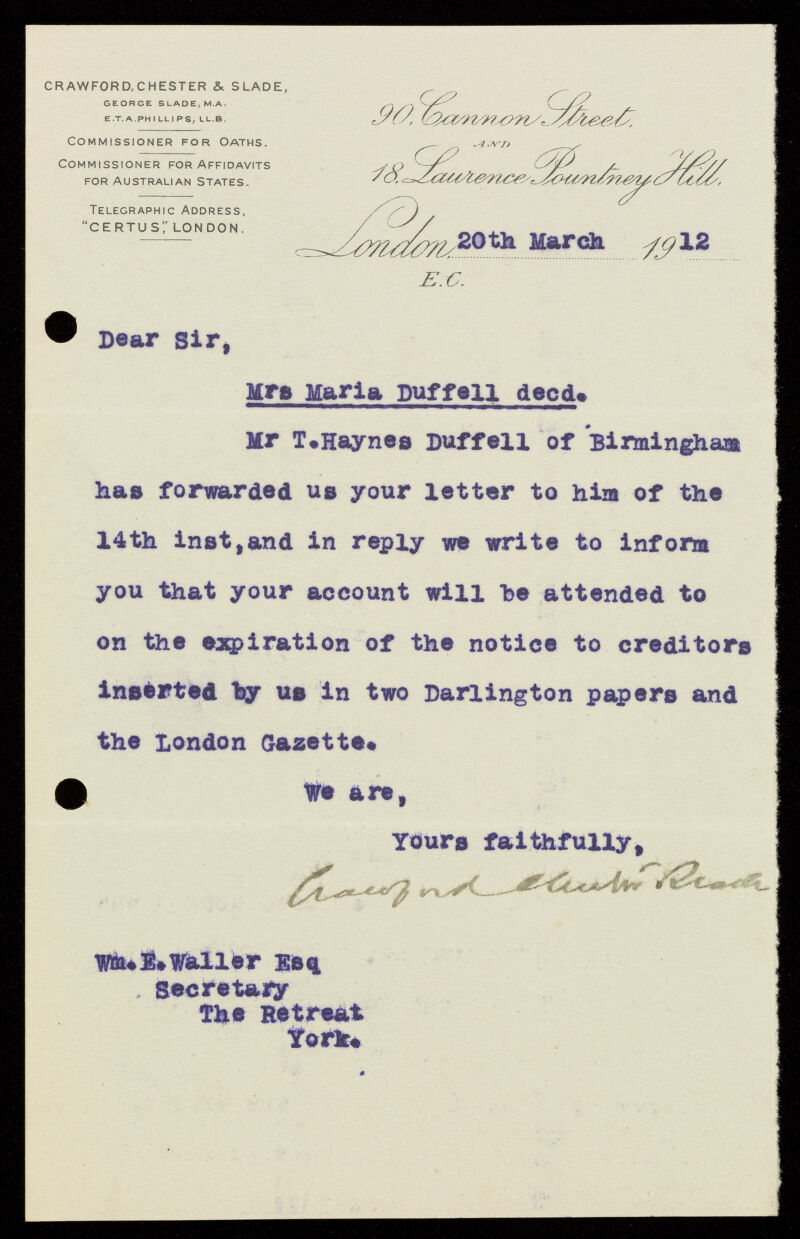 CRAWFORD, CHESTER & SLADE,
GEORGE SLADE, M.A.
E.T.A. PHILLIPS, LL.B.
COMMISSIONER FOR OATHS.
COMMISSIONER FOR AFFIDAVITS
FOR AUSTRALIAN STATES.
TELEGRAPHIC ADDRESS,
"CERTUS," LONDON.
90, Cannon Street,
AND
18, Laurence Pountney Hill,
London, 20th March 1912
E.C.
Dear Sir,
Mrs Maria Duffell decd.
Mr T.Haynes Duffell of Birmingham
has forwarded us your letter to him of the
14th inst,and in reply we write to inform
you that your account will be attended to
on the expiration of the notice to creditors
inserted by us in two Darlington papers and
the London Gazette.
We are,
Yours faithfully,
Crawford Chester & Slade
Wm.E.Waller Esq
Secretary
The Retreat
York.